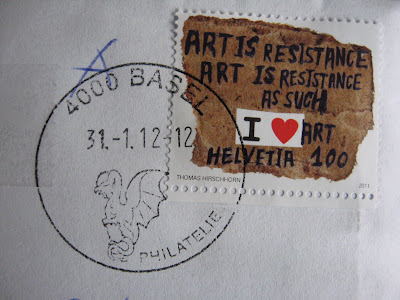 ART IS RESISTANCE
ART IS RESISTANCE
AS SUCH
I ♥ ART
HELVETIA 100
THOMAS HIRSCHHORN 2011
4000 BASEL
31.-1.12-12
PHILATELIE